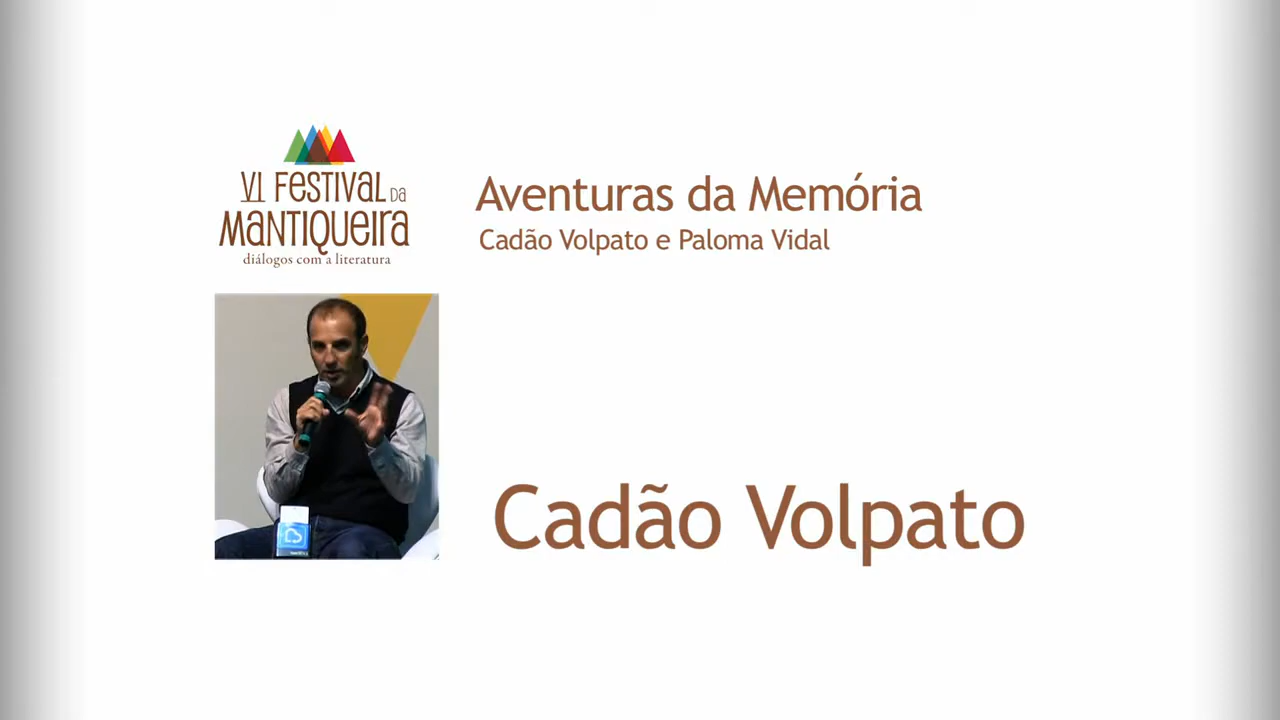 VI FESTIVAL DA
MANTIQUEIRA
diálogos com a literatura
Aventuras da Memória
Cadão Volpato e Paloma Vidal
Cadão Volpato